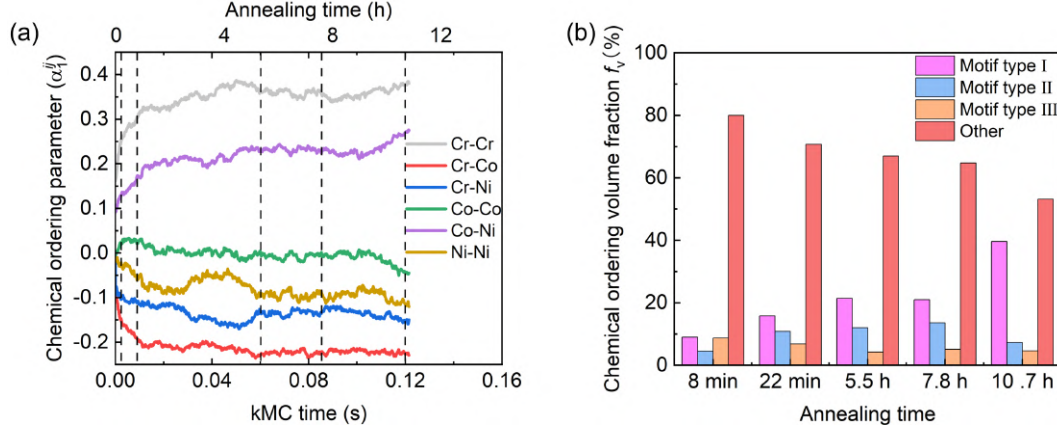 (a)
Annealing time (h)
0 4 8 12
Chemical ordering parameter (α₁ⁱʲ)
0.4
0.3
0.2
0.1
0.0
-0.1
-0.2
Cr-Cr
Cr-Co
Cr-Ni
Co-Co
Co-Ni
Ni-Ni
0.00 0.04 0.08 0.12 0.16
kMC time (s)
(b)
Chemical ordering volume fraction fᵥ(%)
100
80
60
40
20
0
Motif type I
Motif type II
Motif type III
Other
8 min 22 min 5.5 h 7.8 h 10 .7 h
Annealing time